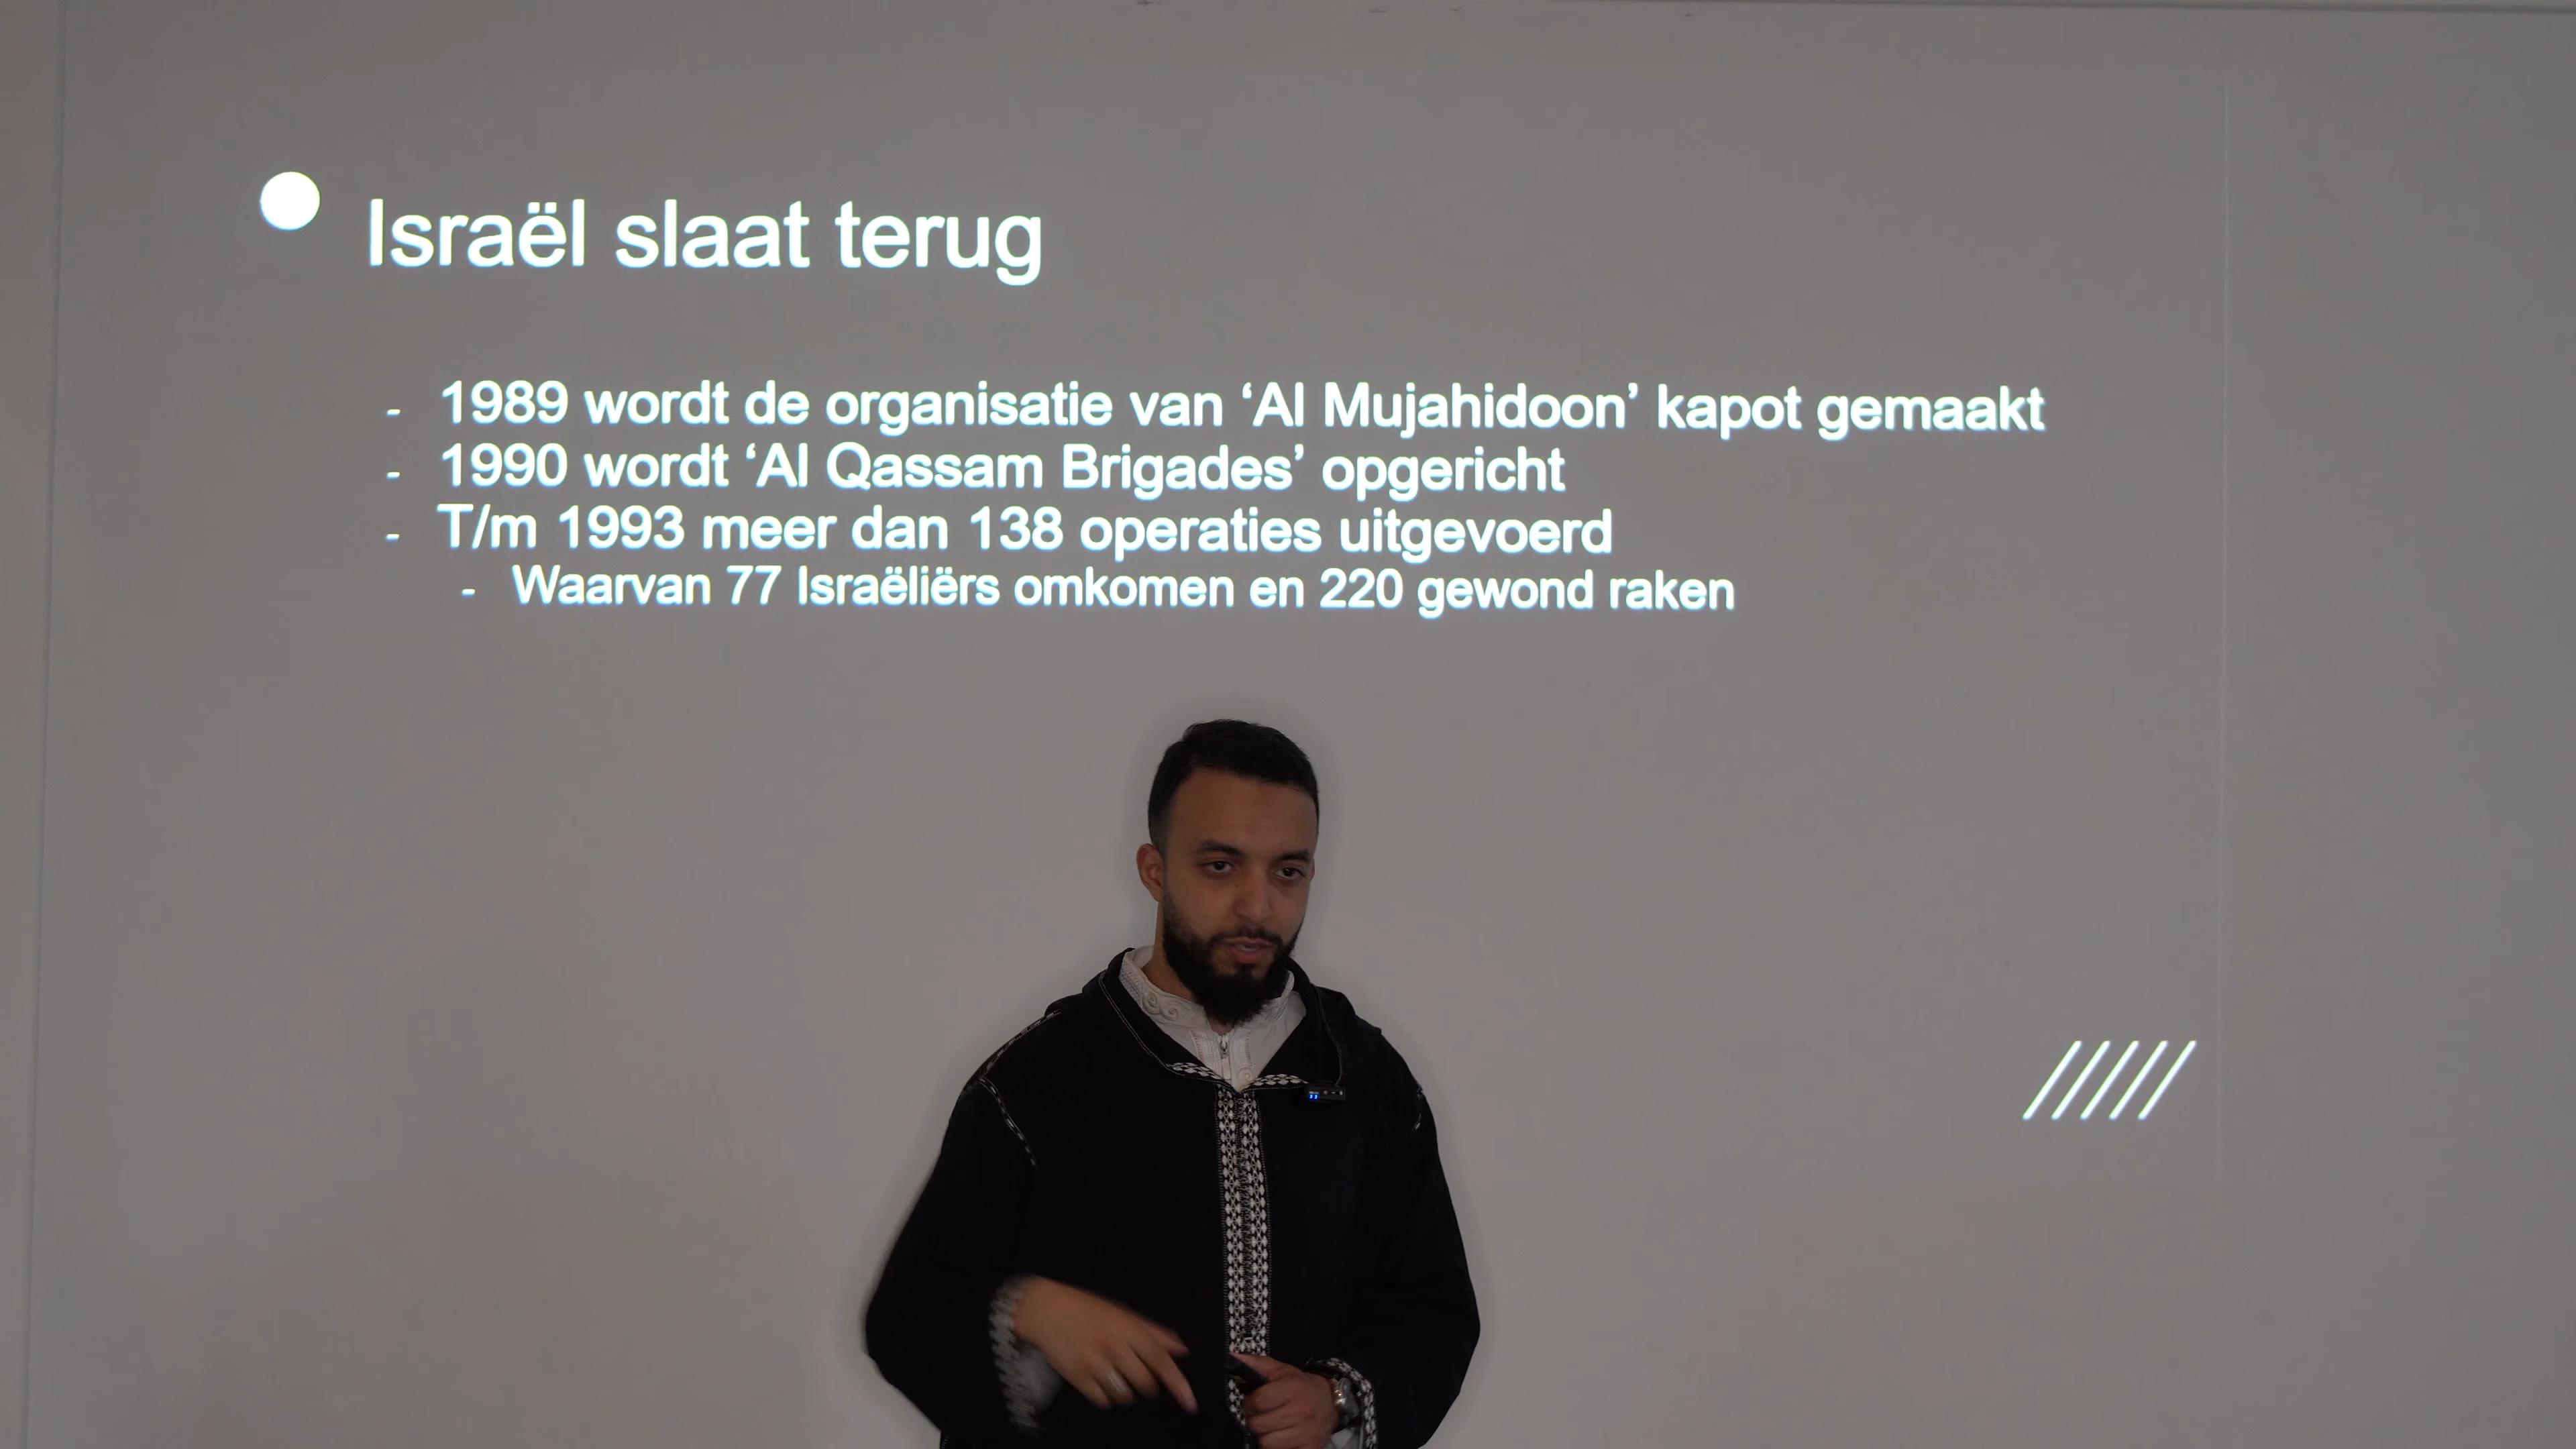 Israël slaat terug
- 1989 wordt de organisatie van ‘Al Mujahidoon’ kapot gemaakt
- 1990 wordt ‘Al Qassam Brigades’ opgericht
- T/m 1993 meer dan 138 operaties uitgevoerd
- Waarvan 77 Israëliërs omkomen en 220 gewond raken